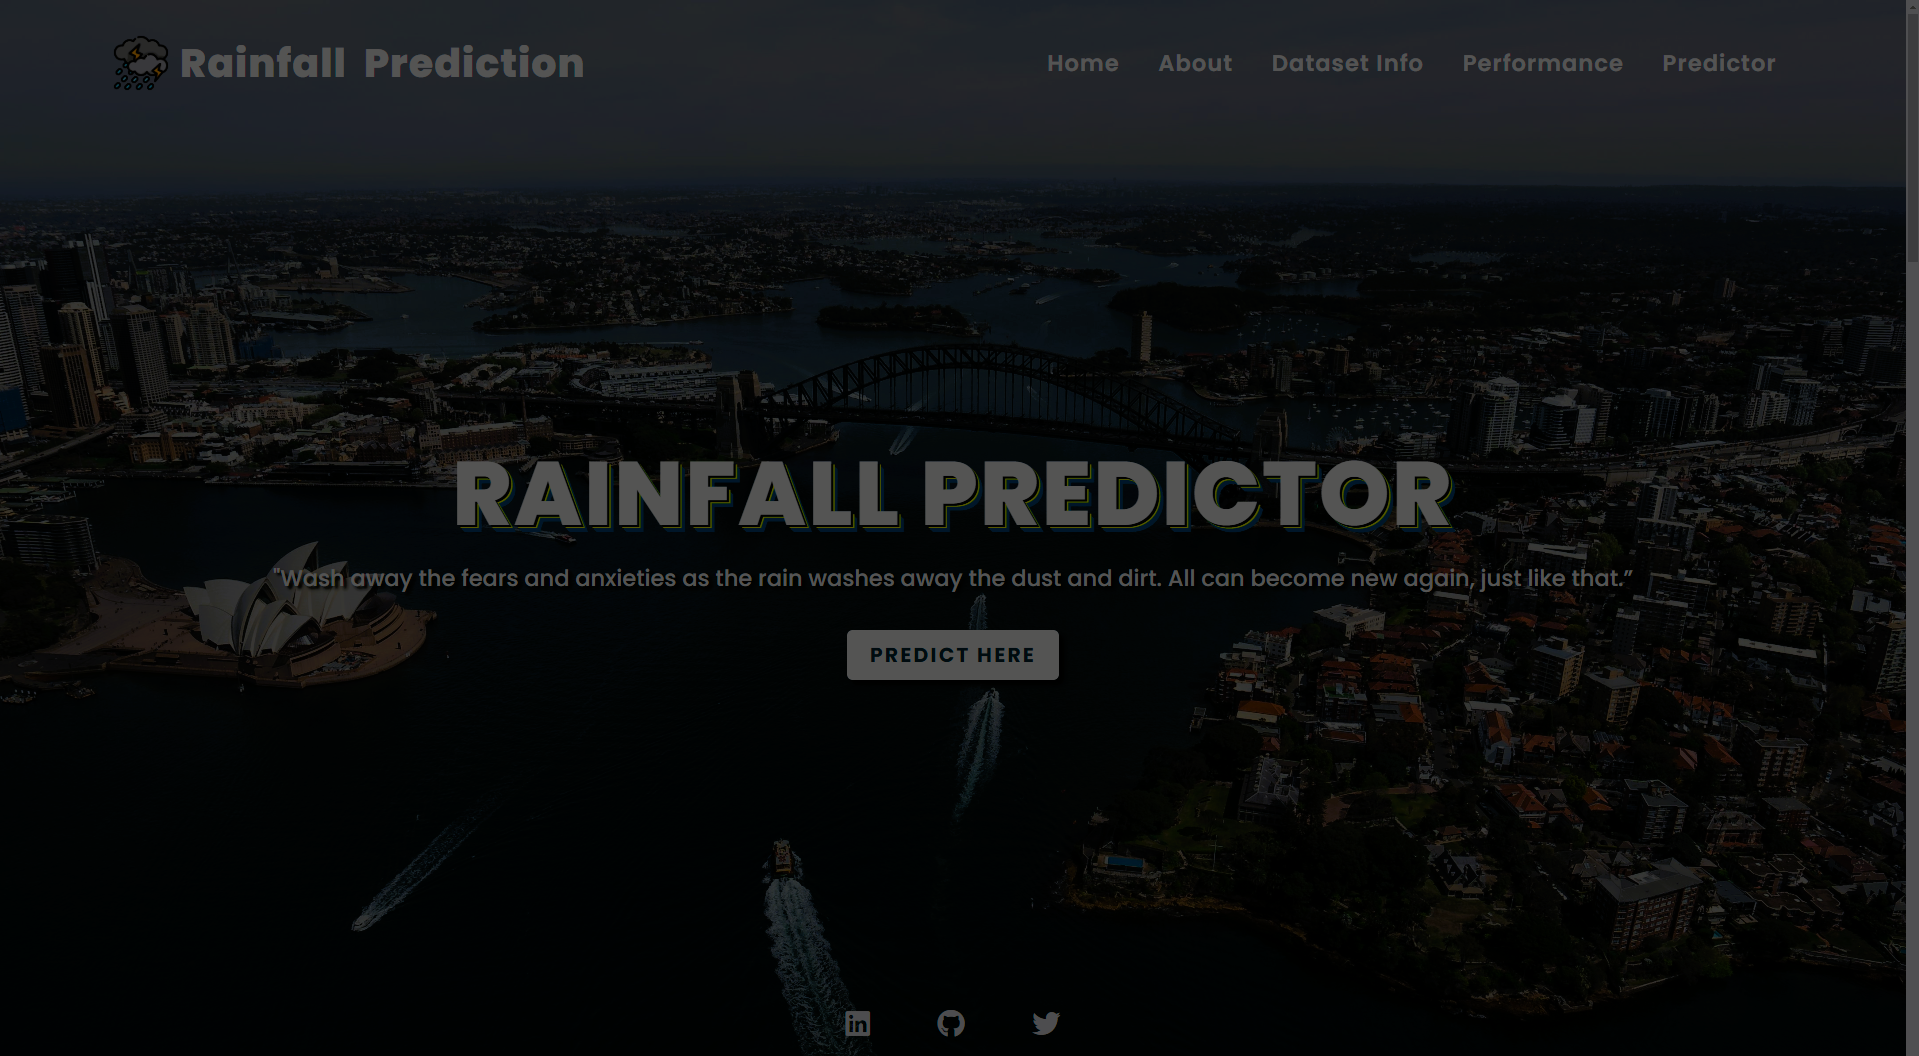 Rainfall Prediction
Home About Dataset Info Performance Predictor
RAINFALL PREDICTOR
"Wash away the fears and anxieties as the rain washes away the dust and dirt. All can become new again, just like that.”
PREDICT HERE
in